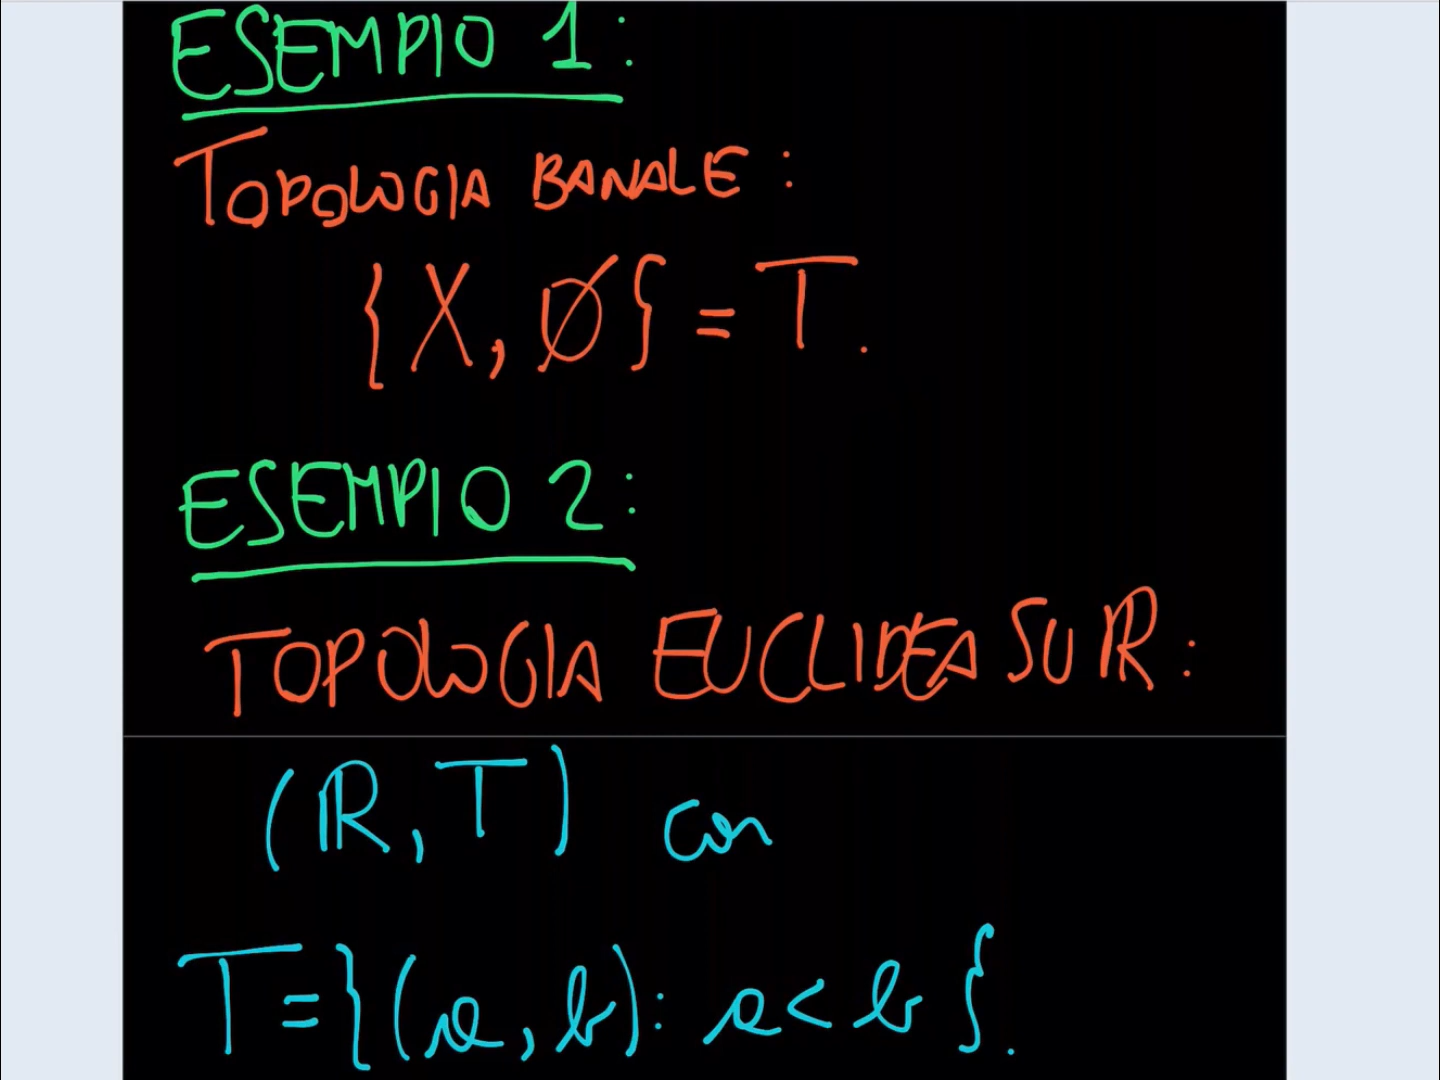 ESEMPIO 1:
TOPOLOGIA BANALE:
{X, Ø} = T.
ESEMPIO 2:
TOPOLOGIA EUCLIDEA SU ℝ:
(ℝ, T) con
T = {(a, b): a < b}.